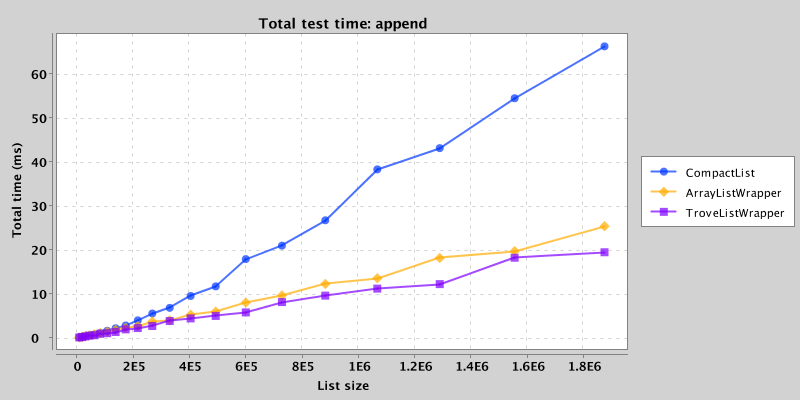 Total test time: append
Total time (ms)
60
50
40
30
20
10
0
0 2E5 4E5 6E5 8E5 1E6 1.2E6 1.4E6 1.6E6 1.8E6
List size
CompactList
ArrayListWrapper
TroveListWrapper